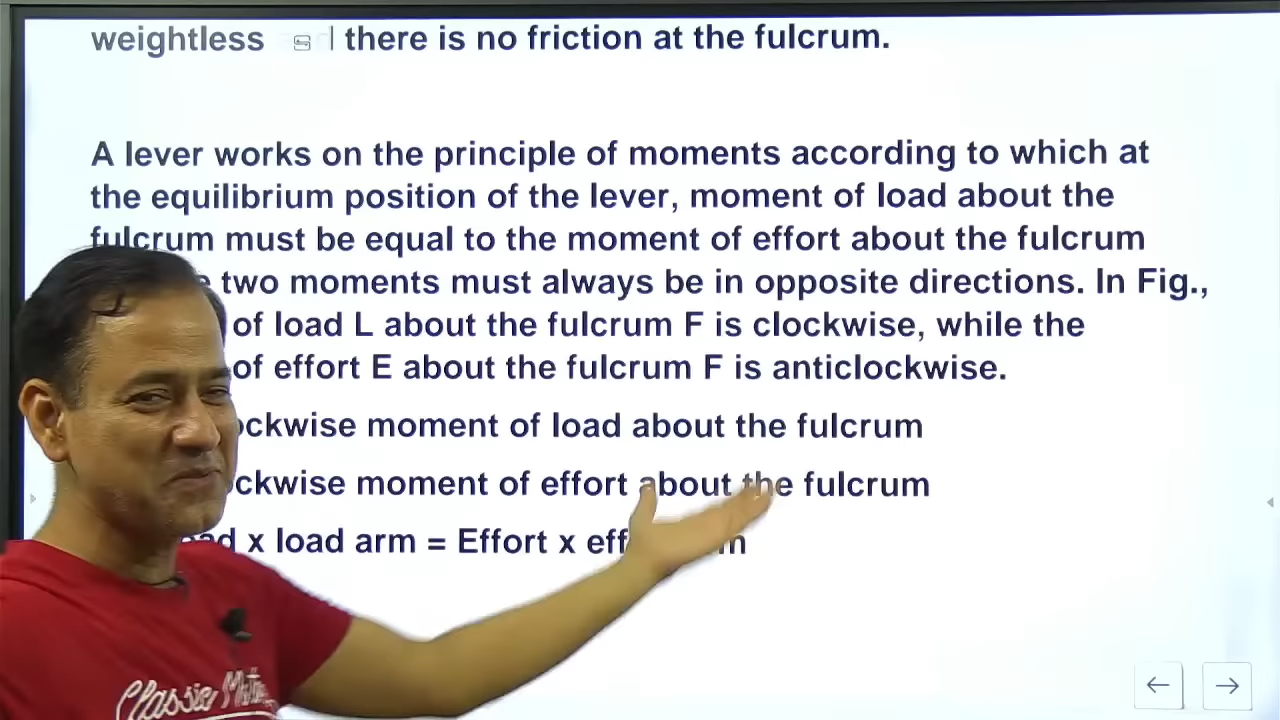 weightless there is no friction at the fulcrum.
A lever works on the principle of moments according to which at
the equilibrium position of the lever, moment of load about the
fulcrum must be equal to the moment of effort about the fulcrum
two moments must always be in opposite directions. In Fig.,
of load L about the fulcrum F is clockwise, while the
of effort E about the fulcrum F is anticlockwise.
ockwise moment of load about the fulcrum
ckwise moment of effort about the fulcrum
x load arm = Effort x
Classic